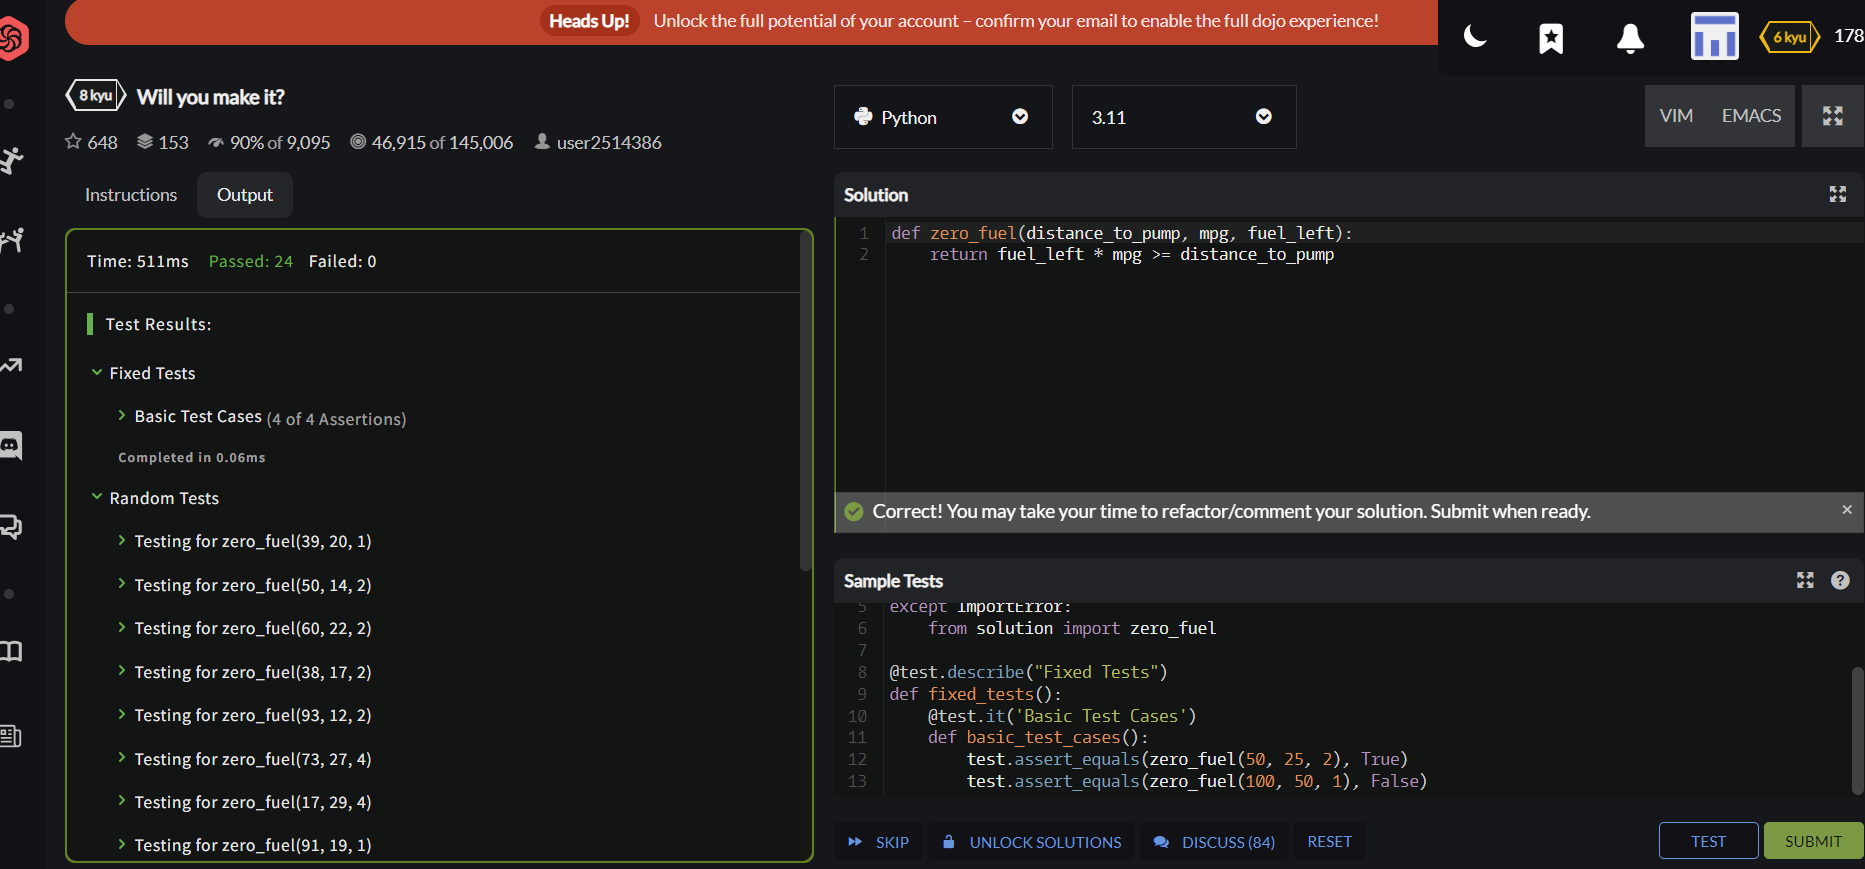 Heads Up! Unlock the full potential of your account – confirm your email to enable the full dojo experience!
6 kyu 178
8 kyu Will you make it?
648 153 90% of 9,095 46,915 of 145,006 user2514386
Instructions Output
Time: 511ms Passed: 24 Failed: 0
Test Results:
Fixed Tests
Basic Test Cases (4 of 4 Assertions)
Completed in 0.06ms
Random Tests
Testing for zero_fuel(39, 20, 1)
Testing for zero_fuel(50, 14, 2)
Testing for zero_fuel(60, 22, 2)
Testing for zero_fuel(38, 17, 2)
Testing for zero_fuel(93, 12, 2)
Testing for zero_fuel(73, 27, 4)
Testing for zero_fuel(17, 29, 4)
Testing for zero_fuel(91, 19, 1)
Python 3.11 VIM EMACS
Solution
1 def zero_fuel(distance_to_pump, mpg, fuel_left):
2 return fuel_left * mpg >= distance_to_pump
Correct! You may take your time to refactor/comment your solution. Submit when ready. ×
Sample Tests ?
5 except ImportError:
6 from solution import zero_fuel
7
8 @test.describe("Fixed Tests")
9 def fixed_tests():
10 @test.it('Basic Test Cases')
11 def basic_test_cases():
12 test.assert_equals(zero_fuel(50, 25, 2), True)
13 test.assert_equals(zero_fuel(100, 50, 1), False)
SKIP UNLOCK SOLUTIONS DISCUSS (84) RESET TEST SUBMIT